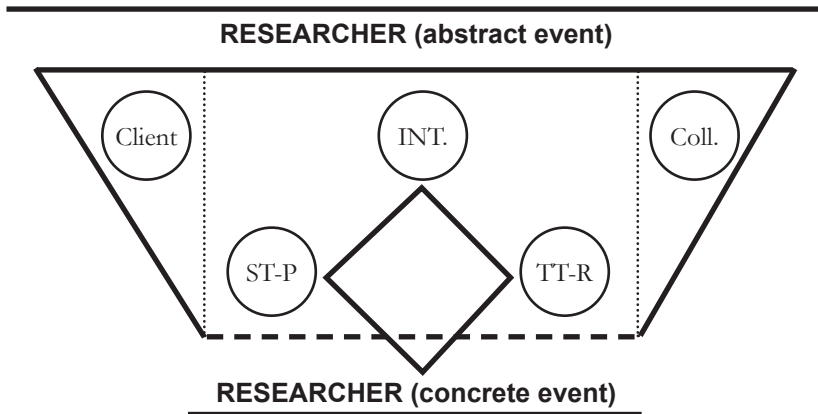 RESEARCHER (abstract event)
Client
INT.
Coll.
ST-P
TT-R
RESEARCHER (concrete event)